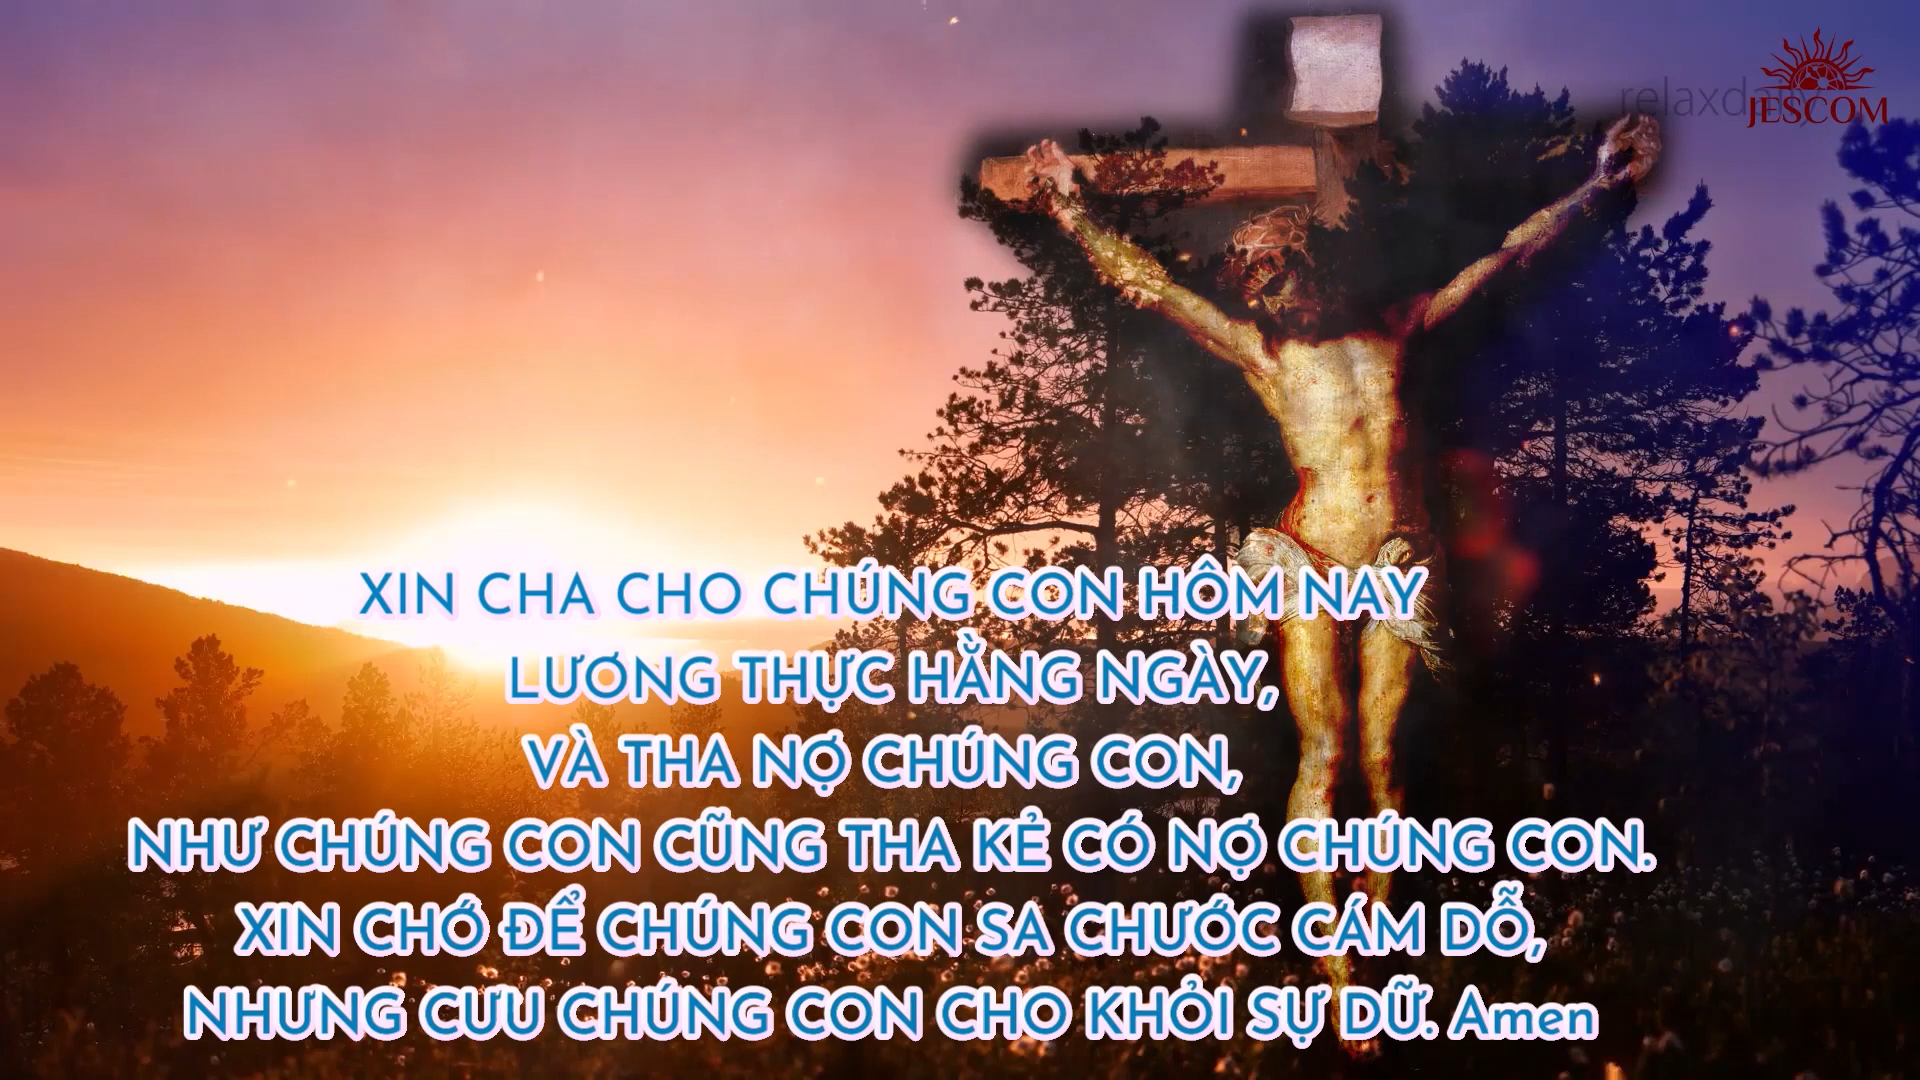 relaxdaily
JESCOM
XIN CHA CHO CHÚNG CON HÔM NAY
LƯƠNG THỰC HẰNG NGÀY,
VÀ THA NỢ CHÚNG CON,
NHƯ CHÚNG CON CŨNG THA KẺ CÓ NỢ CHÚNG CON.
XIN CHỚ ĐỂ CHÚNG CON SA CHƯỚC CÁM DỖ,
NHƯNG CƯU CHÚNG CON CHO KHỎI SỰ DỮ. Amen